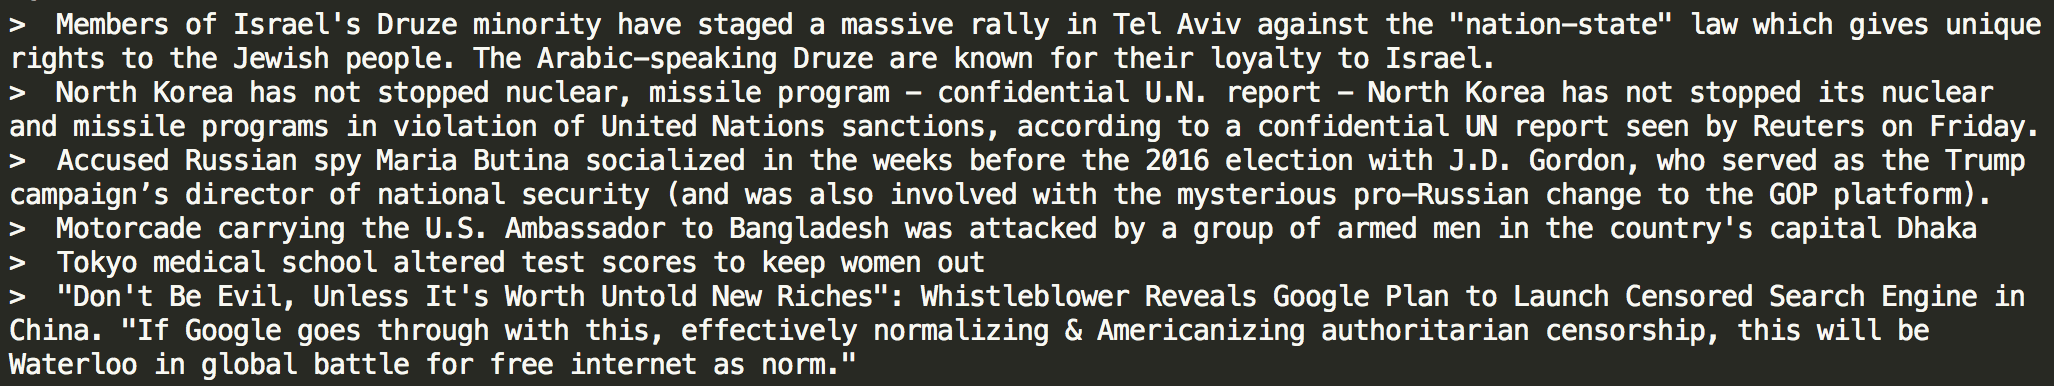 >  Members of Israel's Druze minority have staged a massive rally in Tel Aviv against the "nation-state" law which gives unique
rights to the Jewish people. The Arabic-speaking Druze are known for their loyalty to Israel.
>  North Korea has not stopped nuclear, missile program - confidential U.N. report - North Korea has not stopped its nuclear
and missile programs in violation of United Nations sanctions, according to a confidential UN report seen by Reuters on Friday.
>  Accused Russian spy Maria Butina socialized in the weeks before the 2016 election with J.D. Gordon, who served as the Trump
campaign’s director of national security (and was also involved with the mysterious pro-Russian change to the GOP platform).
>  Motorcade carrying the U.S. Ambassador to Bangladesh was attacked by a group of armed men in the country's capital Dhaka
>  Tokyo medical school altered test scores to keep women out
>  "Don't Be Evil, Unless It's Worth Untold New Riches": Whistleblower Reveals Google Plan to Launch Censored Search Engine in
China. "If Google goes through with this, effectively normalizing & Americanizing authoritarian censorship, this will be
Waterloo in global battle for free internet as norm."